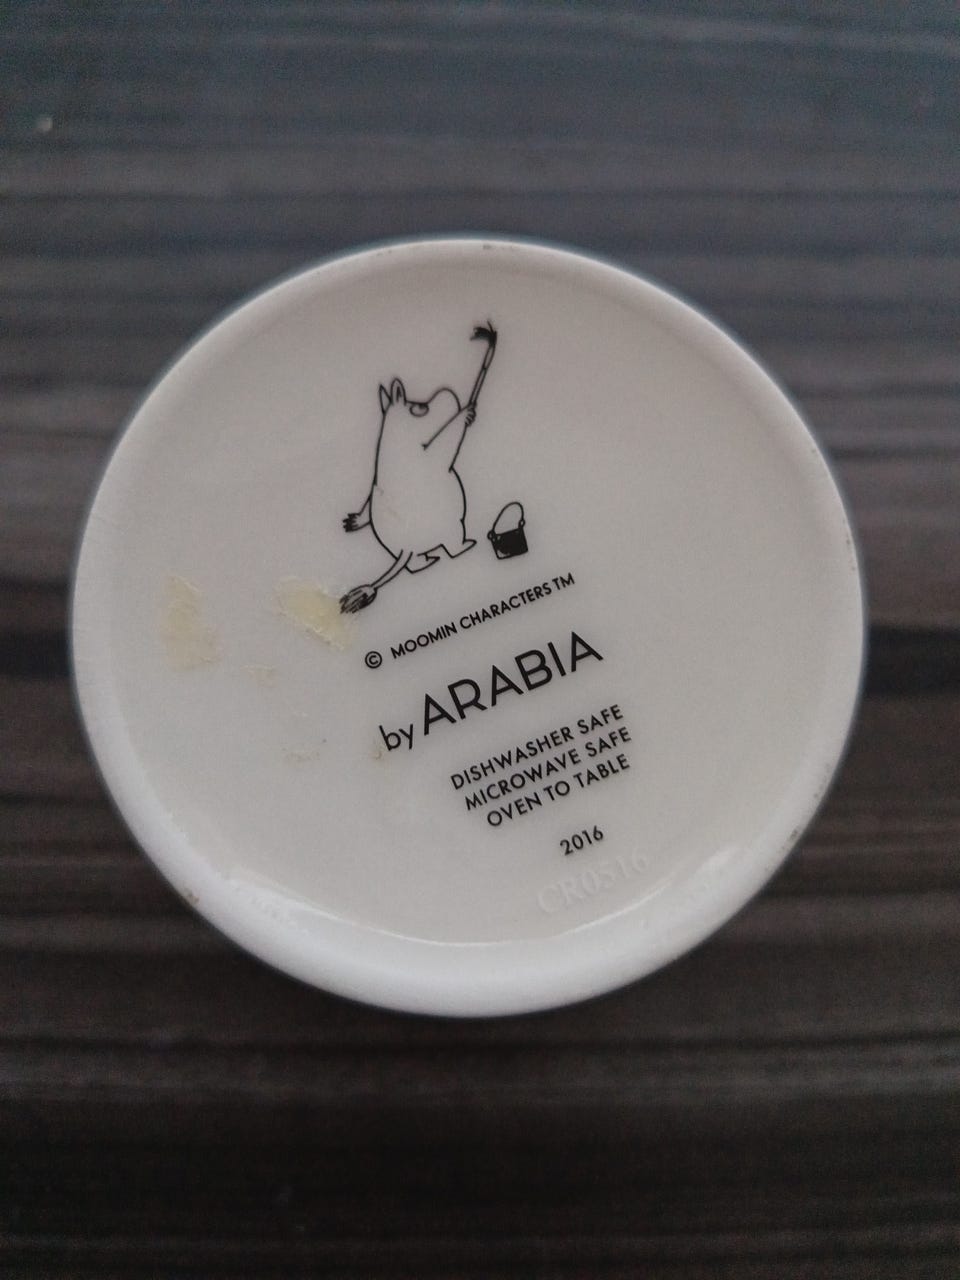 © MOOMIN CHARACTERS TM
by ARABIA
DISHWASHER SAFE
MICROWAVE SAFE
OVEN TO TABLE
2016
CR0516